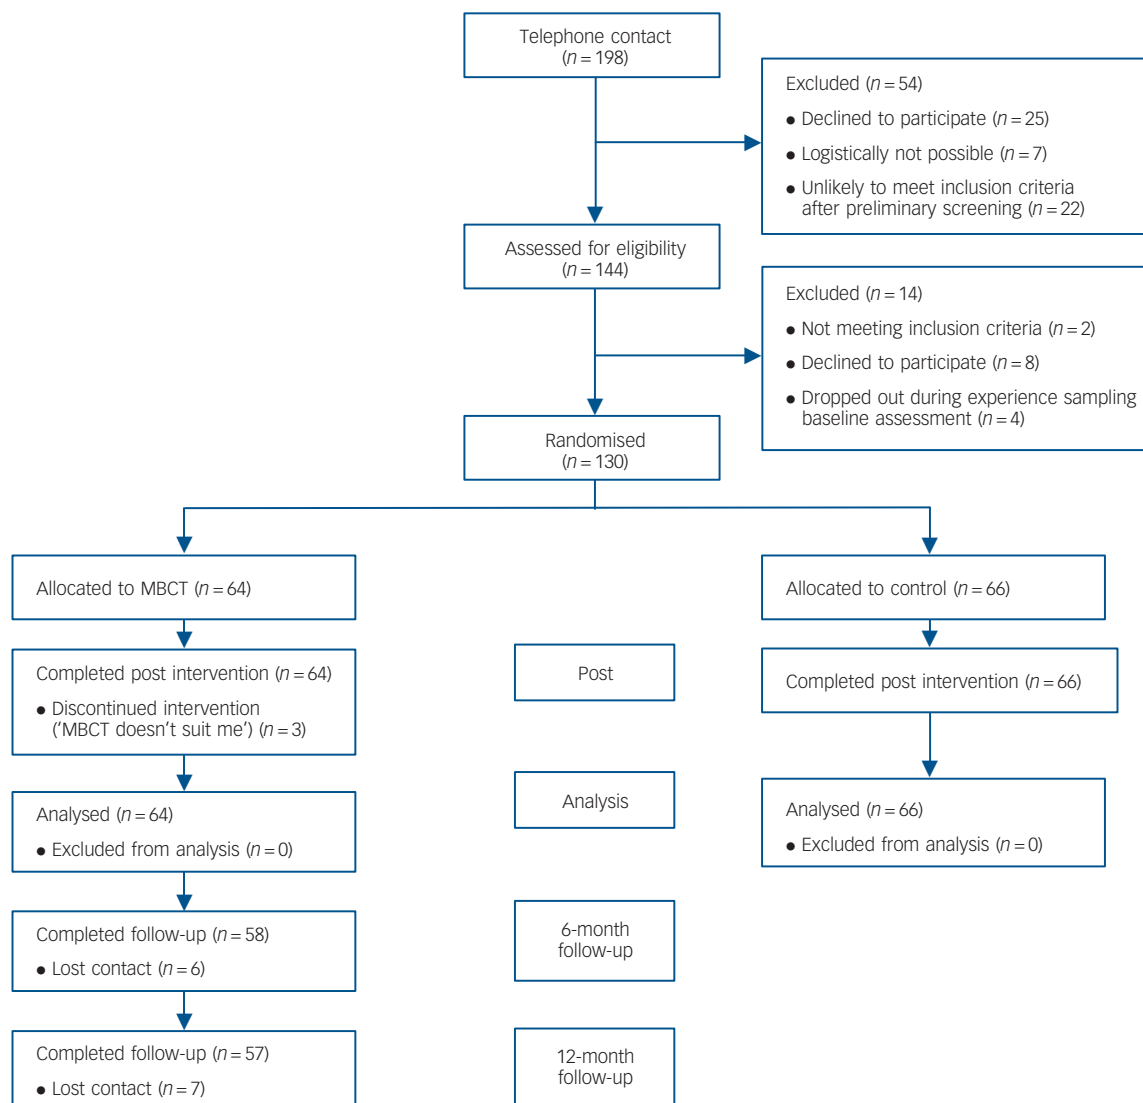 Telephone contact
(n = 198)
Excluded (n = 54)
• Declined to participate (n = 25)
• Logistically not possible (n = 7)
• Unlikely to meet inclusion criteria
after preliminary screening (n = 22)
Assessed for eligibility
(n = 144)
Excluded (n = 14)
• Not meeting inclusion criteria (n = 2)
• Declined to participate (n = 8)
• Dropped out during experience sampling
baseline assessment (n = 4)
Randomised
(n = 130)
Allocated to MBCT (n = 64)
Allocated to control (n = 66)
Completed post intervention (n = 64)
• Discontinued intervention
('MBCT doesn't suit me') (n = 3)
Post
Completed post intervention (n = 66)
Analysed (n = 64)
• Excluded from analysis (n = 0)
Analysis
Analysed (n = 66)
• Excluded from analysis (n = 0)
Completed follow-up (n = 58)
• Lost contact (n = 6)
6-month
follow-up
Completed follow-up (n = 57)
• Lost contact (n = 7)
12-month
follow-up